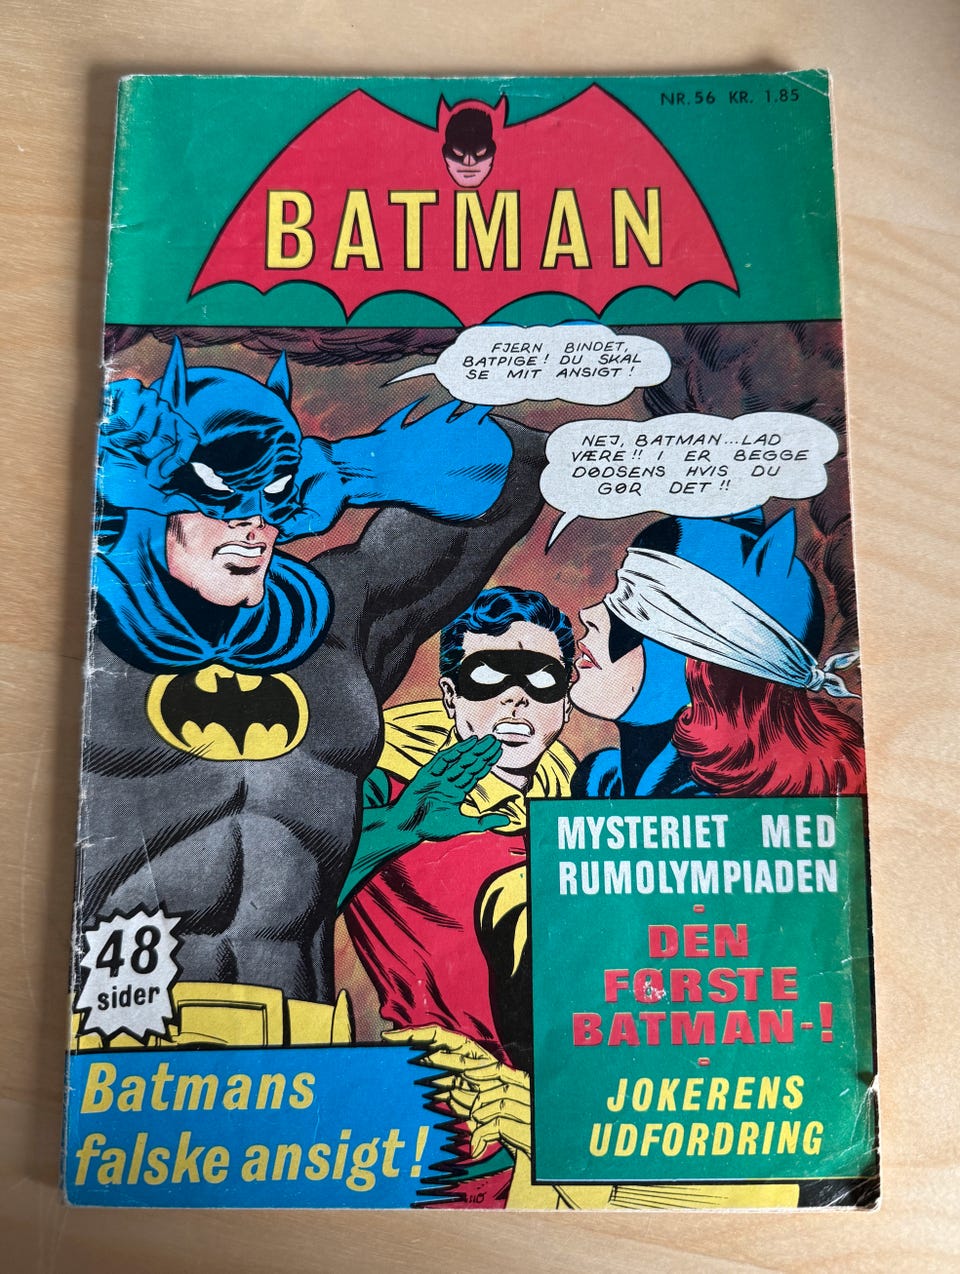 NR. 56 KR. 1.85
BATMAN
FJERN BINDET,
BATPIGE! DU SKAL
SE MIT ANSIGT!
NEJ, BATMAN...LAD
VÆRE!! I ER BEGGE
DØDSENS HVIS DU
GØR DET!!
MYSTERIET MED
RUMOLYMPIADEN
-
DEN
FØRSTE
BATMAN-!
-
JOKERENS
UDFORDRING
48
sider
Batmans
falske ansigt!